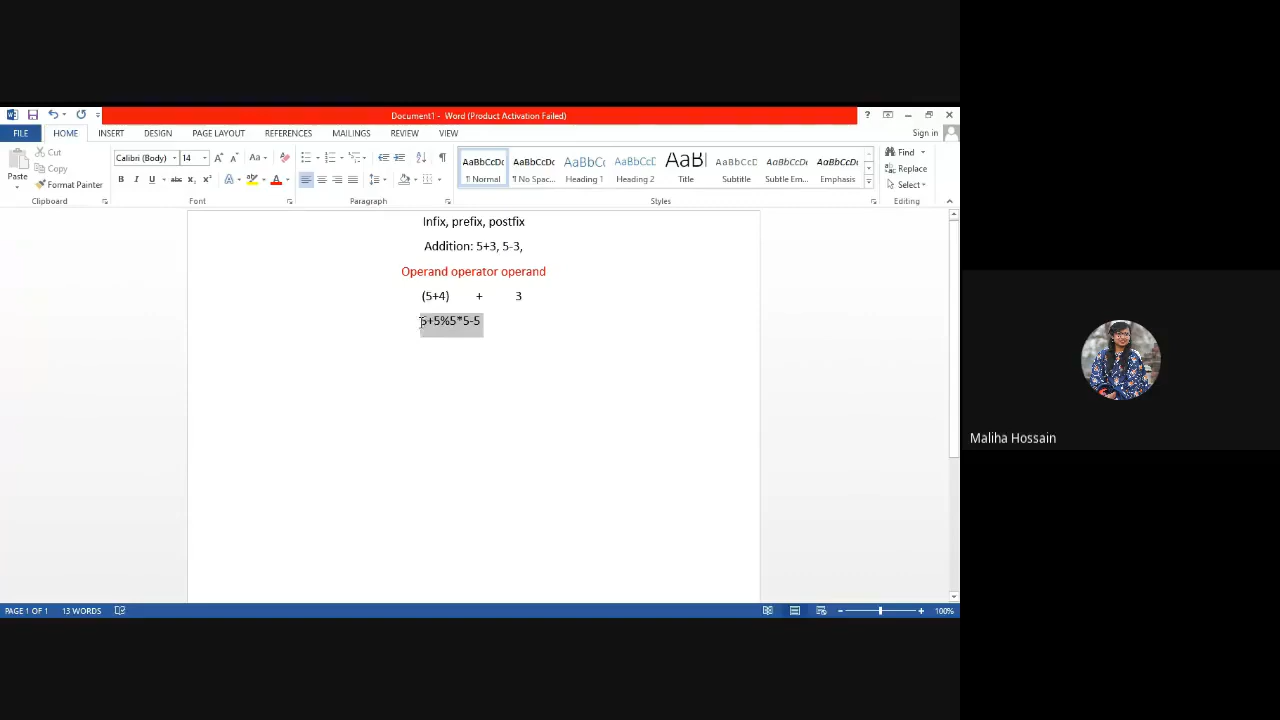 Document1 - Word (Product Activation Failed)
FILE HOME INSERT DESIGN PAGE LAYOUT REFERENCES MAILINGS REVIEW VIEW Sign in
Paste Cut Copy Format Painter
Calibri (Body) 14
AaBbCcDc AaBbCcDc AaBbC AaBbCcD AaB AaBbCcD AaBbCcDc AaBbCcDc
¶ Normal ¶ No Spac... Heading 1 Heading 2 Title Subtitle Subtle Em... Emphasis
Find Replace Select
Clipboard Font Paragraph Styles Editing
Infix, prefix, postfix
Addition: 5+3, 5-3,
Operand operator operand
(5+4) + 3
5+5%5*5-5
Maliha Hossain
PAGE 1 OF 1 13 WORDS 100%